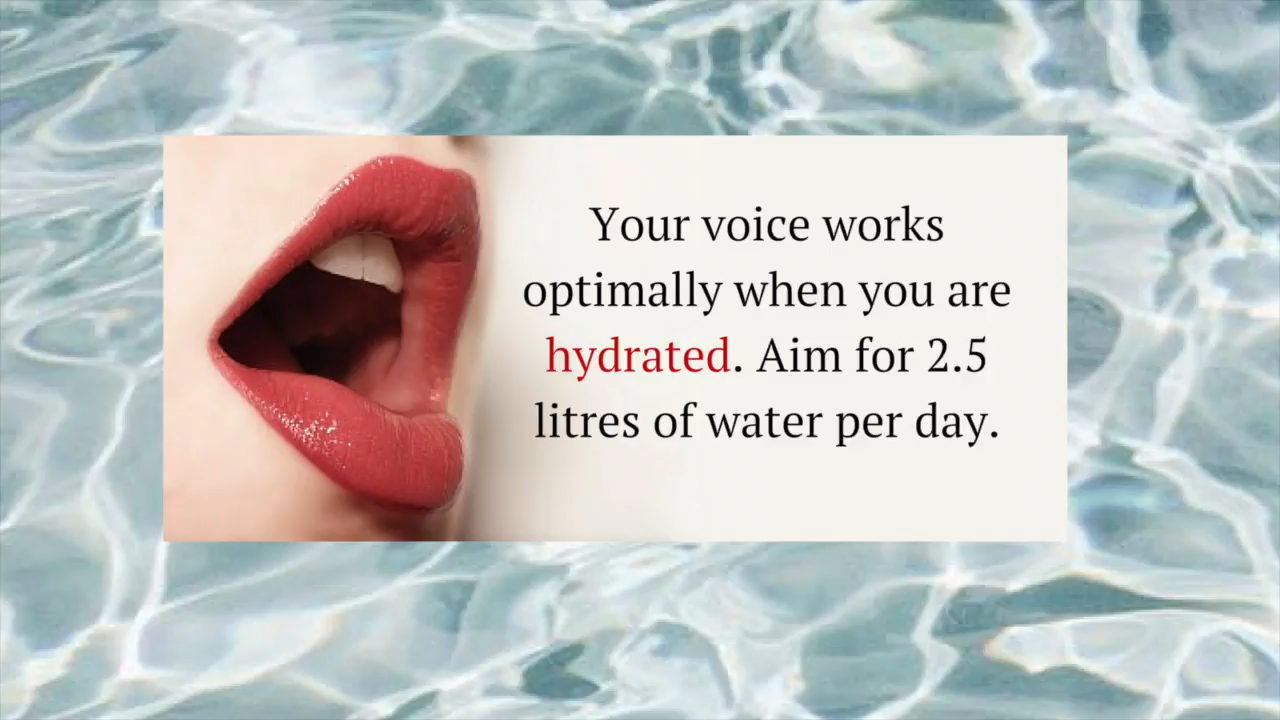 Your voice works
optimally when you are
hydrated. Aim for 2.5
litres of water per day.